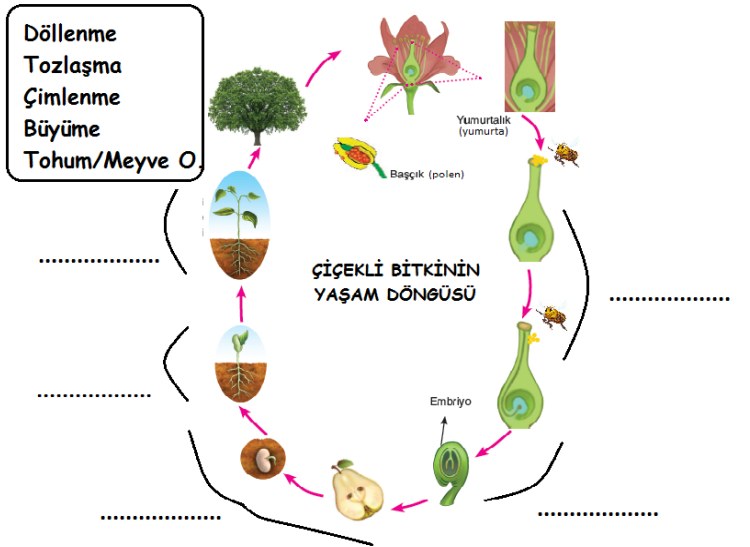 Döllenme
Tozlaşma
Çimlenme
Büyüme
Tohum/Meyve O.
Yumurtalık
(yumurta)
Başçık (polen)
ÇİÇEKLİ BİTKİNİN
YAŞAM DÖNGÜSÜ
...................
...................
..................
Embriyo
...................
...................